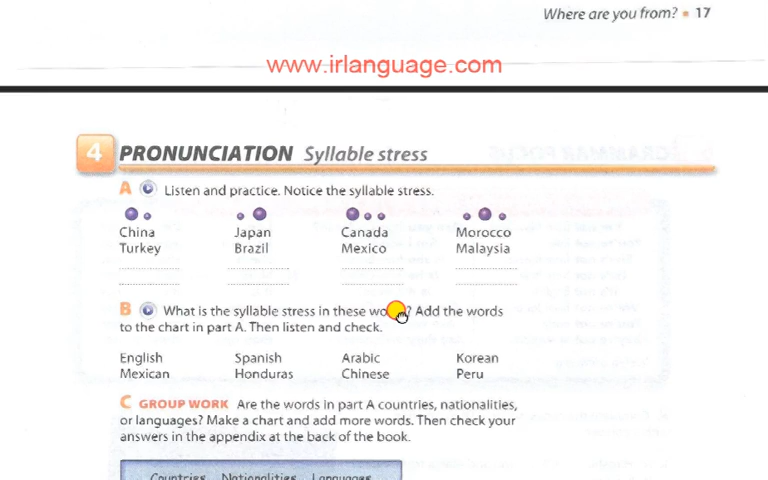 Where are you from? • 17
www.irlanguage.com
4 PRONUNCIATION Syllable stress
A Listen and practice. Notice the syllable stress.
China Japan Canada Morocco
Turkey Brazil Mexico Malaysia
B What is the syllable stress in these ? Add the words
to the chart in part A. Then listen and check.
English Spanish Arabic Korean
Mexican Honduras Chinese Peru
C GROUP WORK Are the words in part A countries, nationalities,
or languages? Make a chart and add more words. Then check your
answers in the appendix at the back of the book.
Countries Nationalities Languages